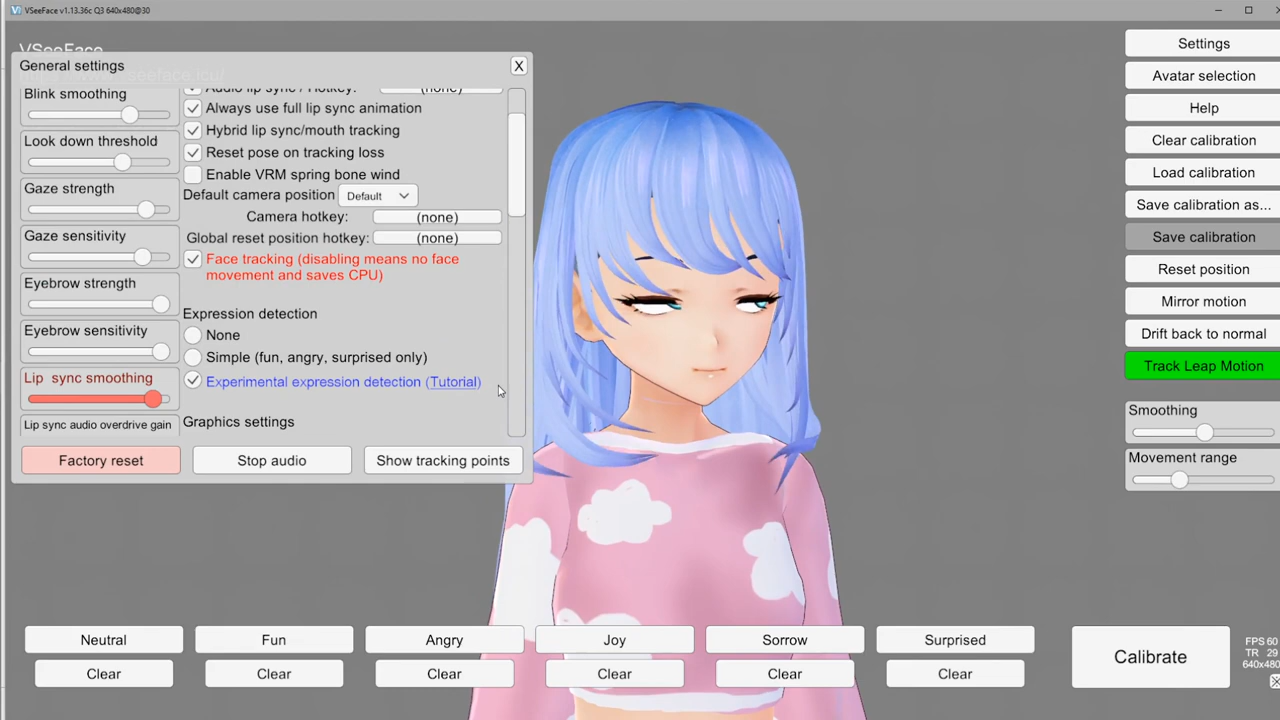 VSeeFace v1.13.36c Q3 640x480@30
VSeeFace
General settings
X
Blink smoothing
Look down threshold
Gaze strength
Gaze sensitivity
Eyebrow strength
Eyebrow sensitivity
Lip sync smoothing
Lip sync audio overdrive gain
Audio lip sync / Hotkey: (none)
Always use full lip sync animation
Hybrid lip sync/mouth tracking
Reset pose on tracking loss
Enable VRM spring bone wind
Default camera position Default
Camera hotkey: (none)
Global reset position hotkey: (none)
Face tracking (disabling means no face
movement and saves CPU)
Expression detection
None
Simple (fun, angry, surprised only)
Experimental expression detection (Tutorial)
Graphics settings
Factory reset
Stop audio
Show tracking points
Settings
Avatar selection
Help
Clear calibration
Load calibration
Save calibration as...
Save calibration
Reset position
Mirror motion
Drift back to normal
Track Leap Motion
Smoothing
Movement range
Neutral Fun Angry Joy Sorrow Surprised
Clear Clear Clear Clear Clear Clear
Calibrate
FPS 60
TR 29
640x480